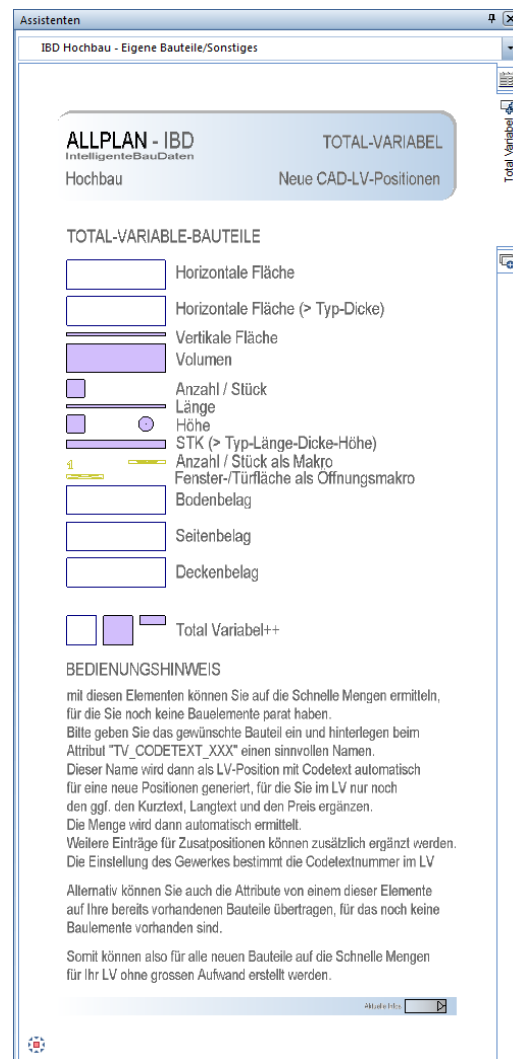 Assistenten
IBD Hochbau - Eigene Bauteile/Sonstiges
Total Variabel
ALLPLAN - IBD
IntelligenteBauDaten
TOTAL-VARIABEL
Hochbau
Neue CAD-LV-Positionen
TOTAL-VARIABLE-BAUTEILE
Horizontale Fläche
Horizontale Fläche (> Typ-Dicke)
Vertikale Fläche
Volumen
Anzahl / Stück
Länge
Höhe
STK (> Typ-Länge-Dicke-Höhe)
1
Anzahl / Stück als Makro
Fenster-/Türfläche als Öffnungsmakro
Bodenbelag
Seitenbelag
Deckenbelag
Total Variabel++
BEDIENUNGSHINWEIS
mit diesen Elementen können Sie auf die Schnelle Mengen ermitteln,
für die Sie noch keine Bauelemente parat haben.
Bitte geben Sie das gewünschte Bauteil ein und hinterlegen beim
Attribut "TV_CODETEXT_XXX" einen sinnvollen Namen.
Dieser Name wird dann als LV-Position mit Codetext automatisch
für eine neue Positionen generiert, für die Sie im LV nur noch
den ggf. den Kurztext, Langtext und den Preis ergänzen.
Die Menge wird dann automatisch ermittelt.
Weitere Einträge für Zusatpositionen können zusätzlich ergänzt werden.
Die Einstellung des Gewerkes bestimmt die Codetextnummer im LV
Alternativ können Sie auch die Attribute von einem dieser Elemente
auf Ihre bereits vorhandenen Bauteile übertragen, für das noch keine
Baulemente vorhanden sind.
Somit können also für alle neuen Bauteile auf die Schnelle Mengen
für Ihr LV ohne grossen Aufwand erstellt werden.
Aktuelle Infos